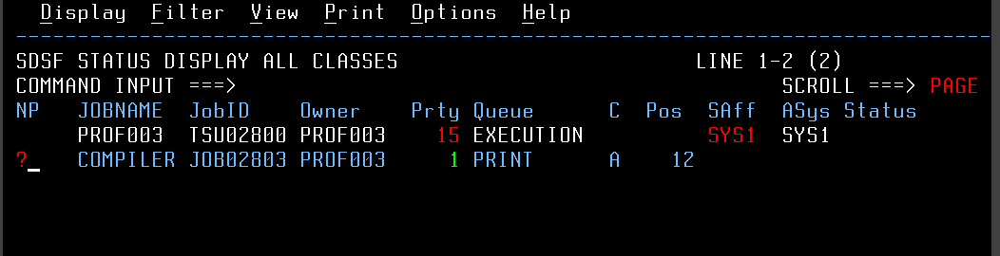 Display Filter View Print Options Help
SDSF STATUS DISPLAY ALL CLASSES LINE 1-2 (2)
COMMAND INPUT ===> SCROLL ===> PAGE
NP JOBNAME JobID Owner Prty Queue C Pos SAff ASys Status
PROF003 TSU02800 PROF003 15 EXECUTION SYS1 SYS1
?_ COMPILER JOB02803 PROF003 1 PRINT A 12